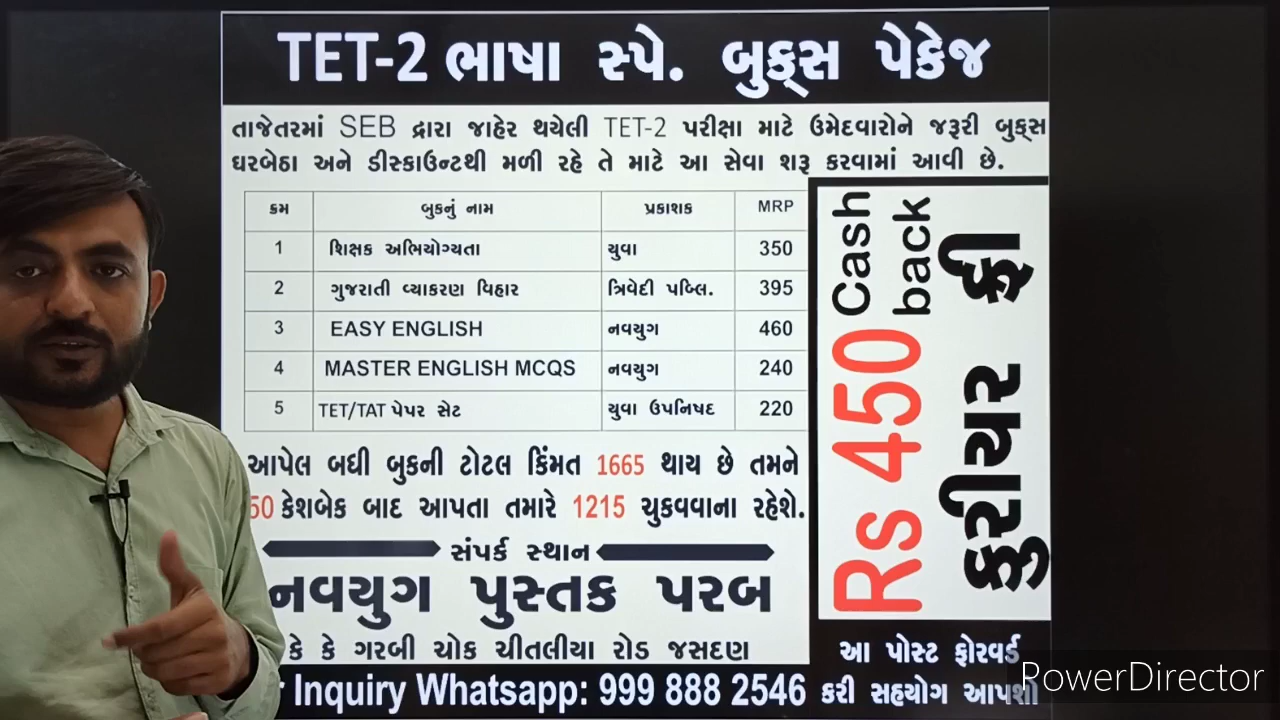 TET-2 ભાષા સ્પે. બુક્સ પેકેજ
તાજેતરમાં SEB દ્વારા જાહેર થયેલી TET-2 પરીક્ષા માટે ઉમેદવારોને જરૂરી બુક્સ
ઘરબેઠા અને ડીસ્કાઉન્ટથી મળી રહે તે માટે આ સેવા શરૂ કરવામાં આવી છે.
ક્રમ બુકનું નામ પ્રકાશક MRP
1 શિક્ષક અભિયોગ્યતા યુવા 350
2 ગુજરાતી વ્યાકરણ વિહાર ત્રિવેદી પબ્લિ. 395
3 EASY ENGLISH નવયુગ 460
4 MASTER ENGLISH MCQS નવયુગ 240
5 TET/TAT પેપર સેટ યુવા ઉપનિષદ 220
Rs 450 Cash back
કુરીયર ફ્રી
આપેલ બધી બુકની ટોટલ કિંમત 1665 થાય છે તમને
50 કેશબેક બાદ આપતા તમારે 1215 ચુકવવાના રહેશે.
સંપર્ક સ્થાન
નવયુગ પુસ્તક પરબ
કે કે ગરબી ચોક ચીતલીયા રોડ જસદણ
r Inquiry Whatsapp: 999 888 2546
આ પોસ્ટ ફોરવર્ડ
કરી સહયોગ આપશો
PowerDirector